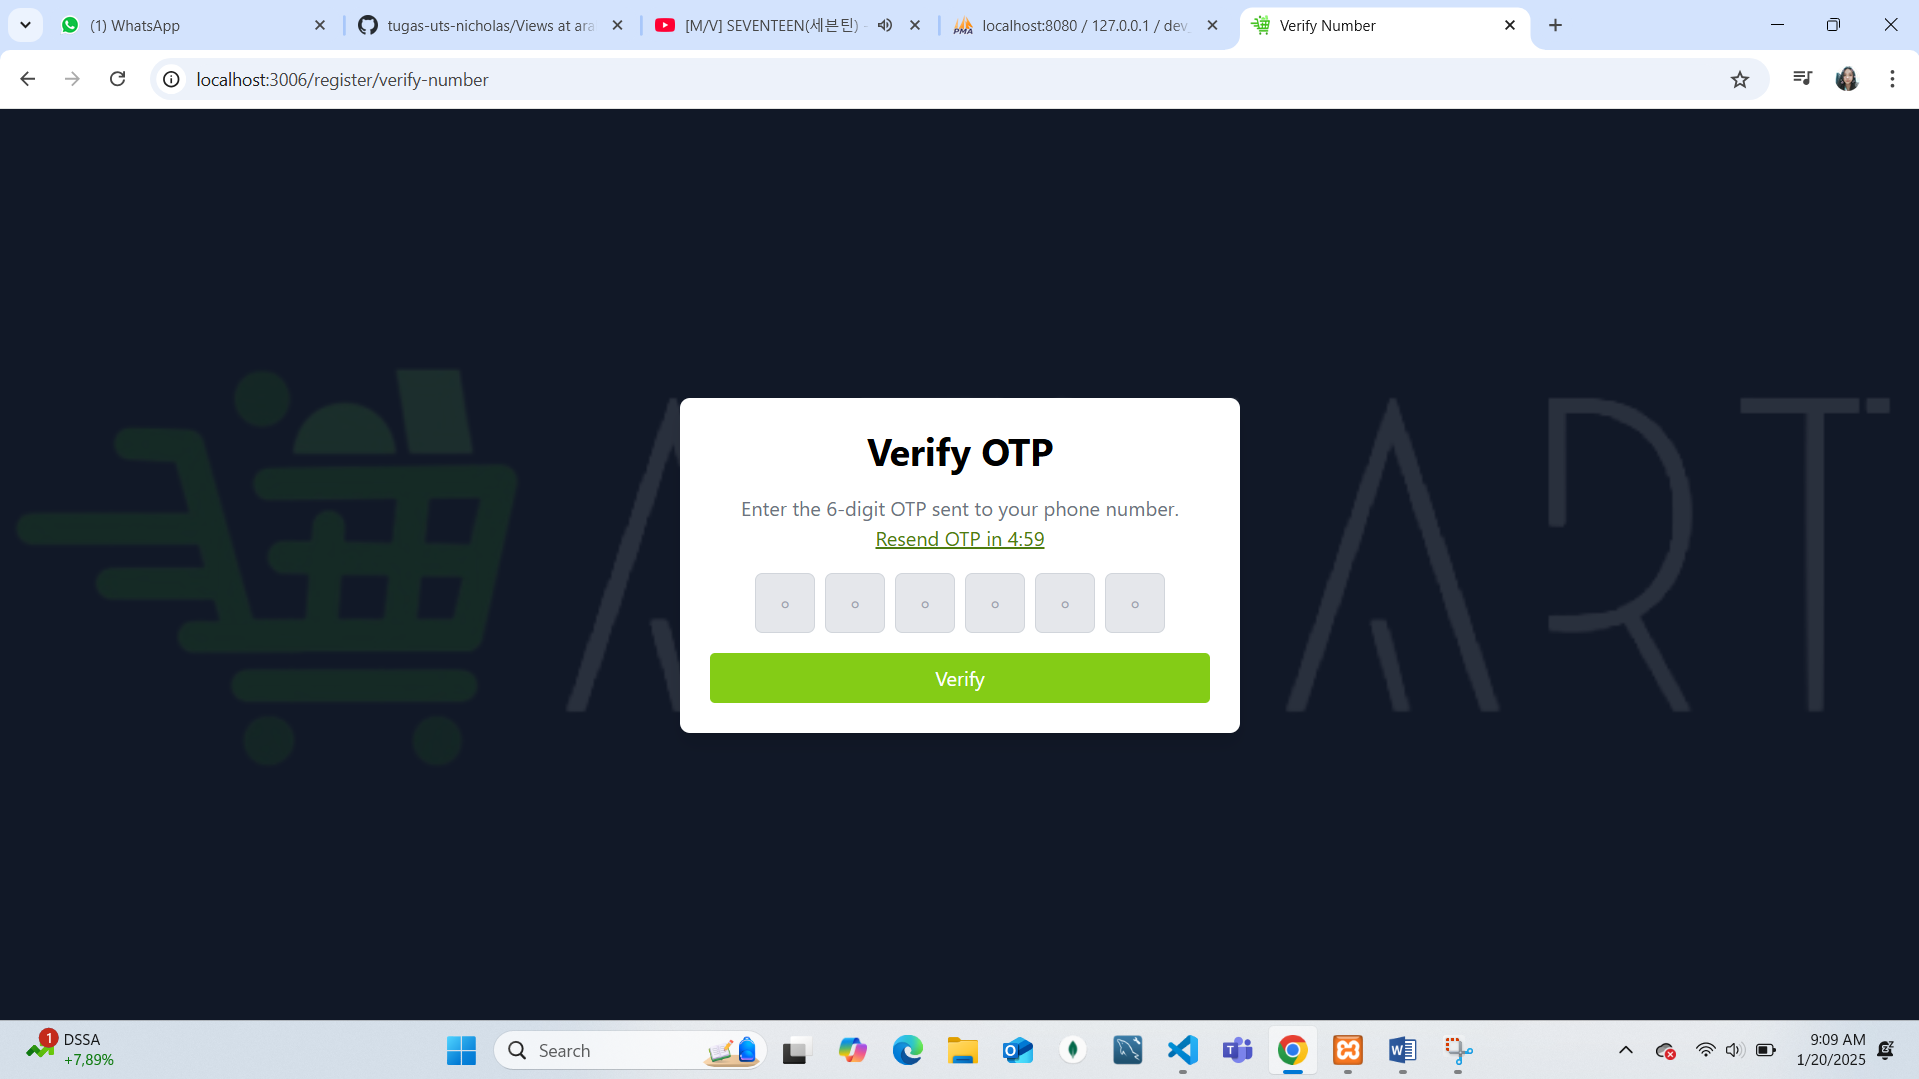 (1) WhatsApp
tugas-uts-nicholas/Views at ara
[M/V] SEVENTEEN(세븐틴) -
localhost:8080 / 127.0.0.1 / dev_
Verify Number
localhost:3006/register/verify-number
ART
Verify OTP
Enter the 6-digit OTP sent to your phone number.
Resend OTP in 4:59
Verify
1
DSSA
+7,89%
Search
9:09 AM
1/20/2025